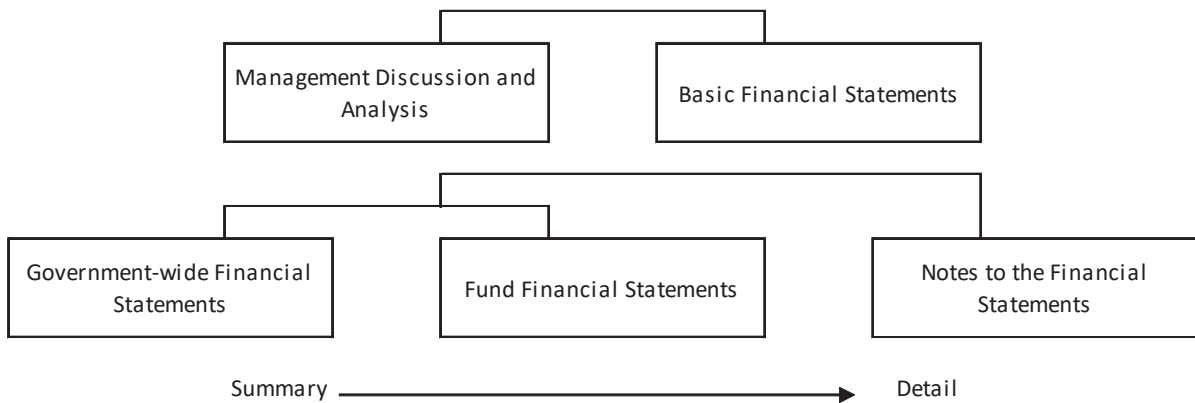 Management Discussion and
Analysis
Basic Financial Statements
Government-wide Financial
Statements
Fund Financial Statements
Notes to the Financial
Statements
Summary
Detail